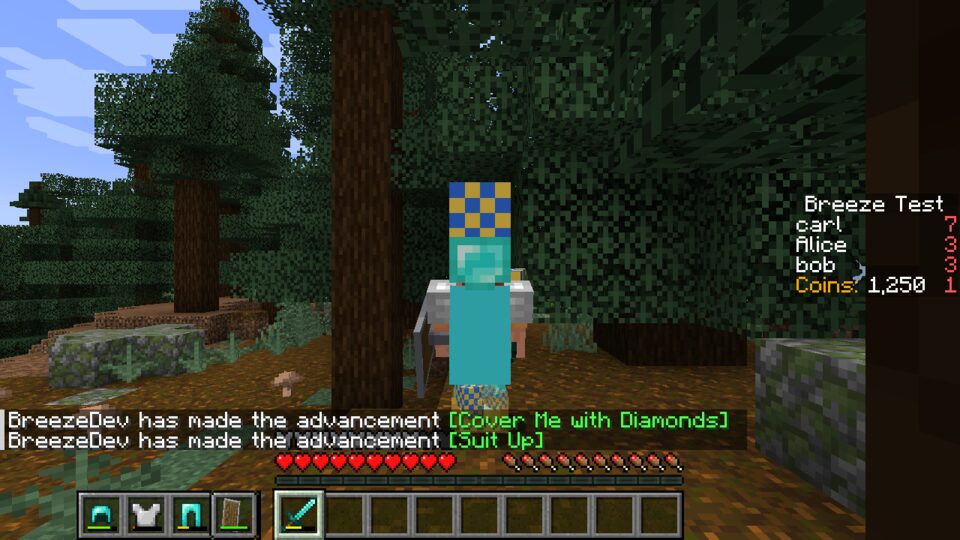 Breeze Test
carl 7
Alice 3
bob 3
Coins: 1,250 1
BreezeDev has made the advancement [Cover Me with Diamonds]
BreezeDev has made the advancement [Suit Up]